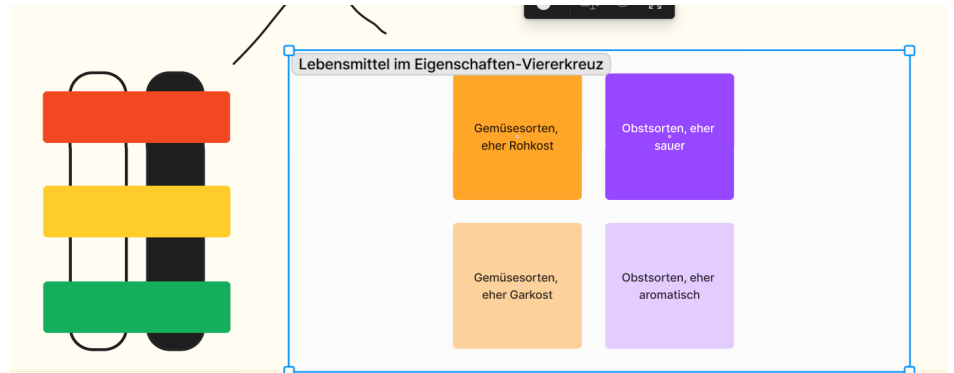 Lebensmittel im Eigenschaften-Viererkreuz
Gemüsesorten,
eher Rohkost
Obstsorten, eher
sauer
Gemüsesorten,
eher Garkost
Obstsorten, eher
aromatisch